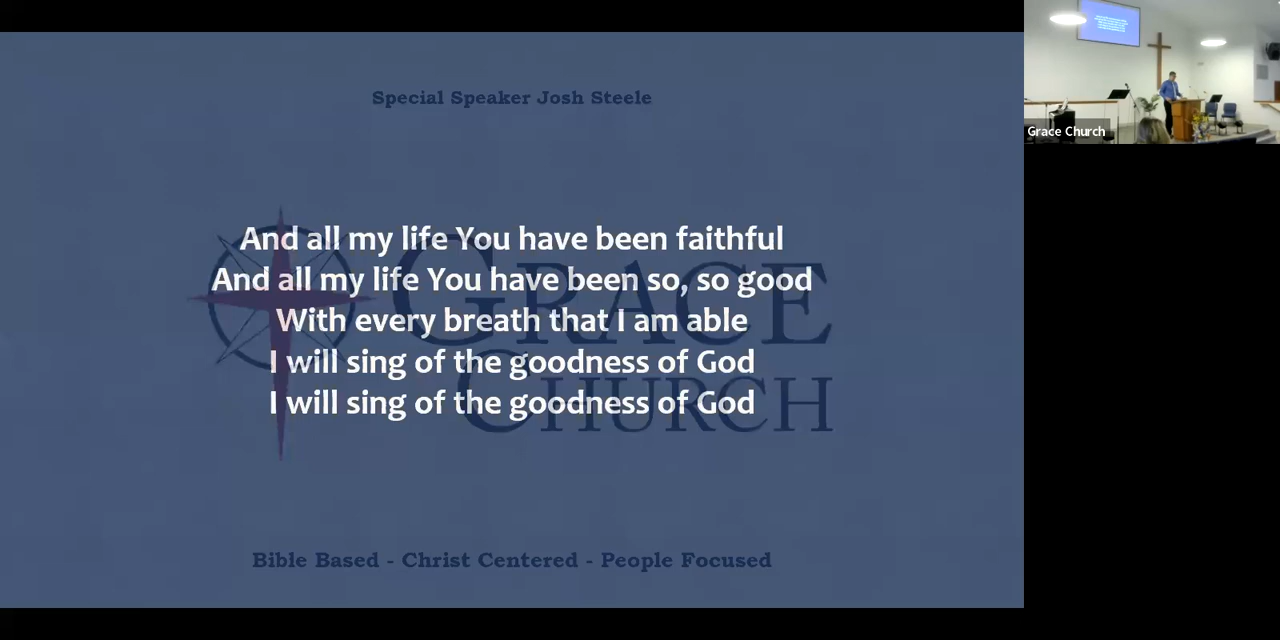 Special Speaker Josh Steele
And all my life You have been faithful
And all my life You have been so, so good
With every breath that I am able
I will sing of the goodness of God
I will sing of the goodness of God
GRACE
CHURCH
Bible Based - Christ Centered - People Focused
Grace Church